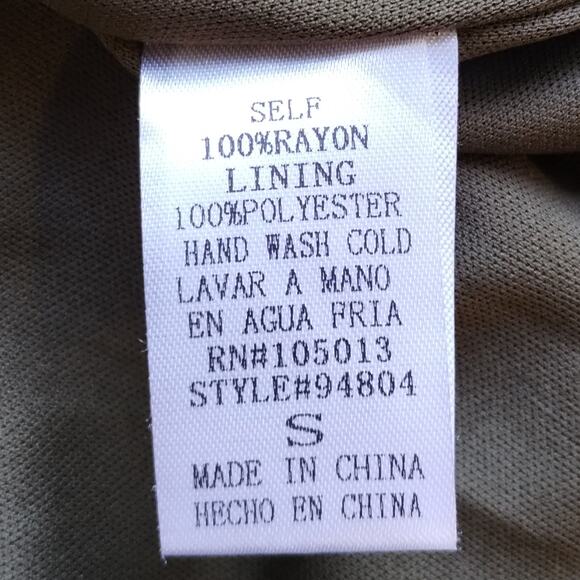 SELF
100%RAYON
LINING
100%POLYESTER
HAND WASH COLD
LAVAR A MANO
EN AGUA FRIA
RN#105013
STYLE#94804
S
MADE IN CHINA
HECHO EN CHINA